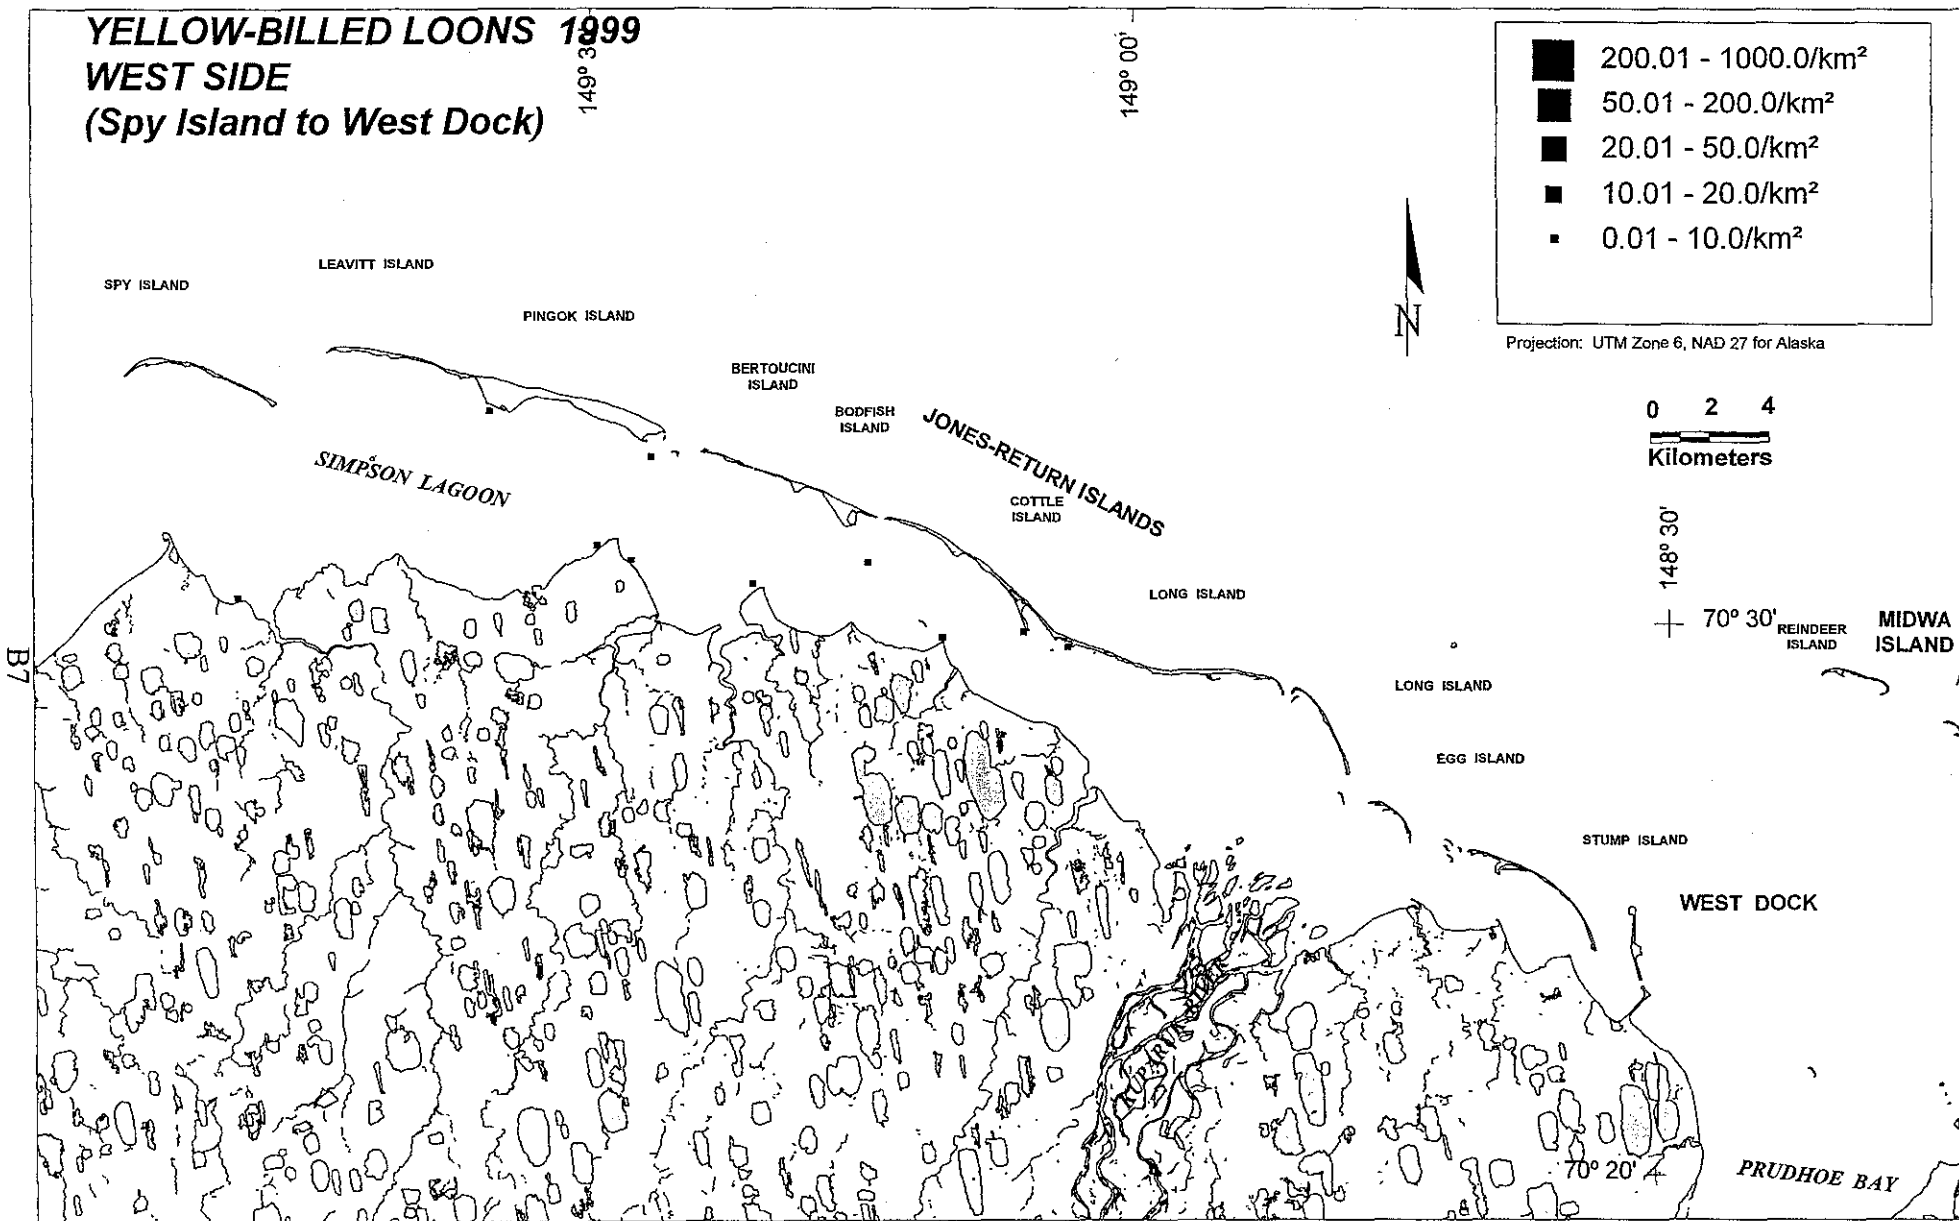 YELLOW-BILLED LOONS 1999
WEST SIDE
(Spy Island to West Dock)
149° 30'
149° 00'
200.01 - 1000.0/km²
50.01 - 200.0/km²
20.01 - 50.0/km²
10.01 - 20.0/km²
0.01 - 10.0/km²
Projection: UTM Zone 6, NAD 27 for Alaska
N
0 2 4
Kilometers
SPY ISLAND
LEAVITT ISLAND
PINGOK ISLAND
BERTOUCINI
ISLAND
BODFISH
ISLAND
JONES-RETURN ISLANDS
COTTLE
ISLAND
SIMPSON LAGOON
LONG ISLAND
148° 30'
70° 30'
REINDEER
ISLAND
MIDWA
ISLAND
LONG ISLAND
EGG ISLAND
STUMP ISLAND
WEST DOCK
KUPARUK RIVER
70° 20'
PRUDHOE BAY
B7